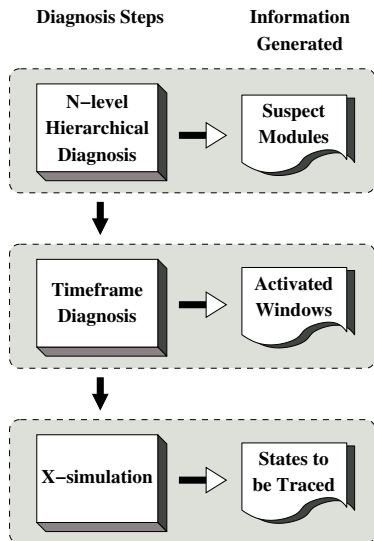 Diagnosis Steps
Information
Generated
N−level
Hierarchical
Diagnosis
Suspect
Modules
Timeframe
Diagnosis
Activated
Windows
X−simulation
States to
be Traced